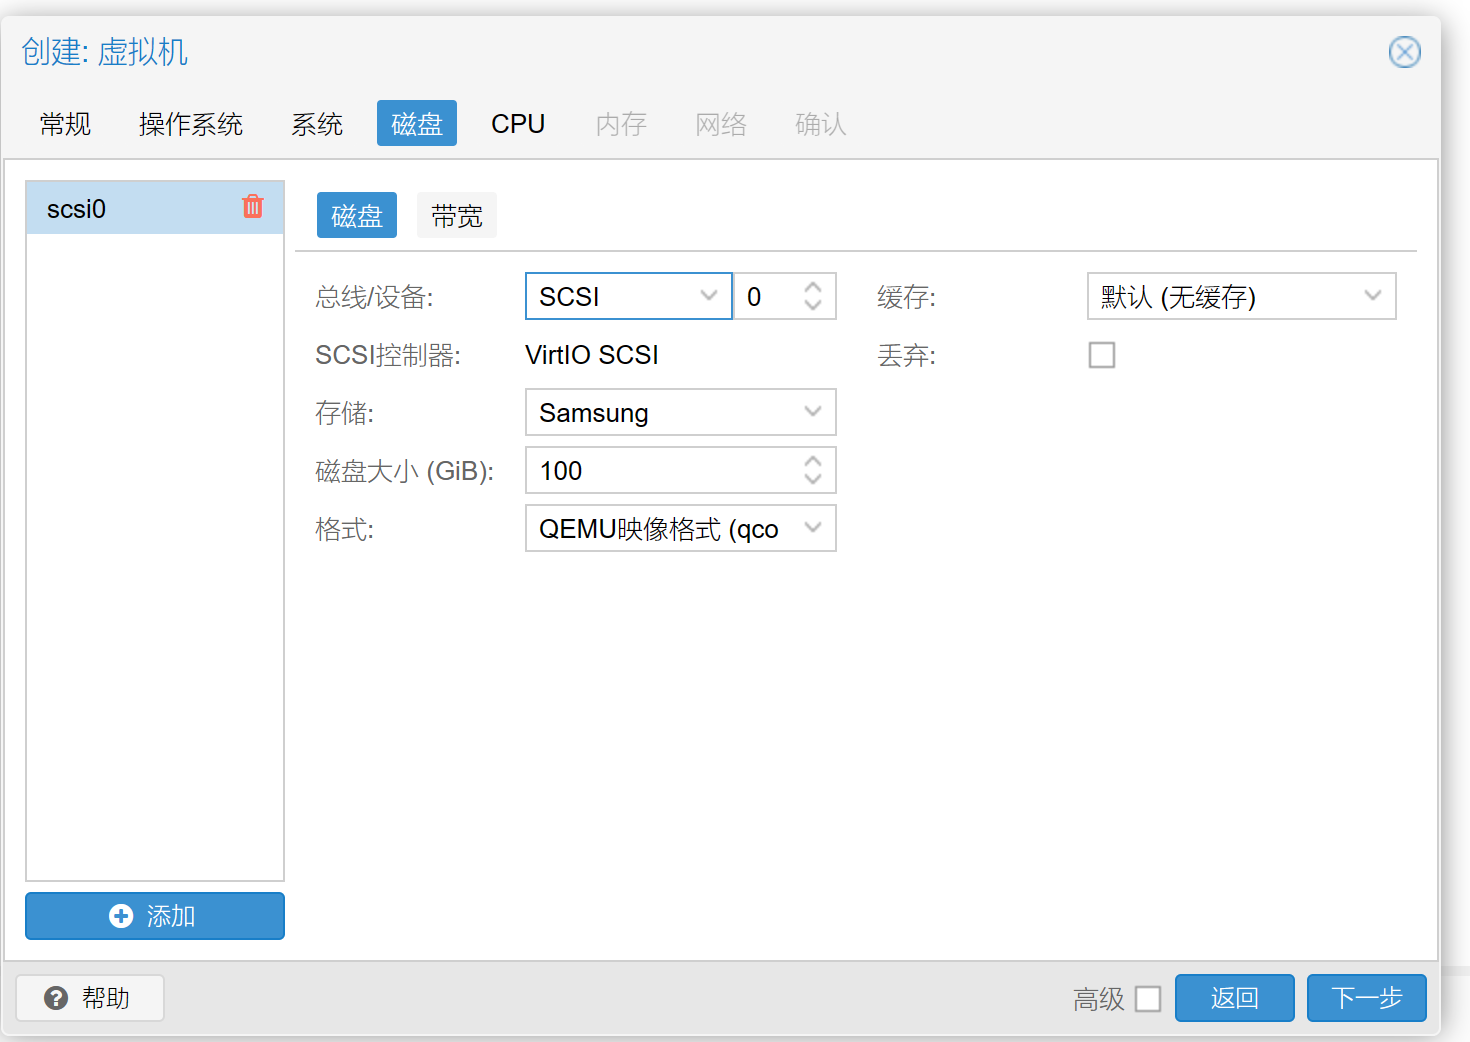 创建: 虚拟机
常规 操作系统 系统 磁盘 CPU 内存 网络 确认
scsi0
磁盘 带宽
总线/设备: SCSI 0 缓存: 默认 (无缓存)
SCSI控制器: VirtIO SCSI 丢弃:
存储: Samsung
磁盘大小 (GiB): 100
格式: QEMU映像格式 (qco
添加
帮助 高级 返回 下一步